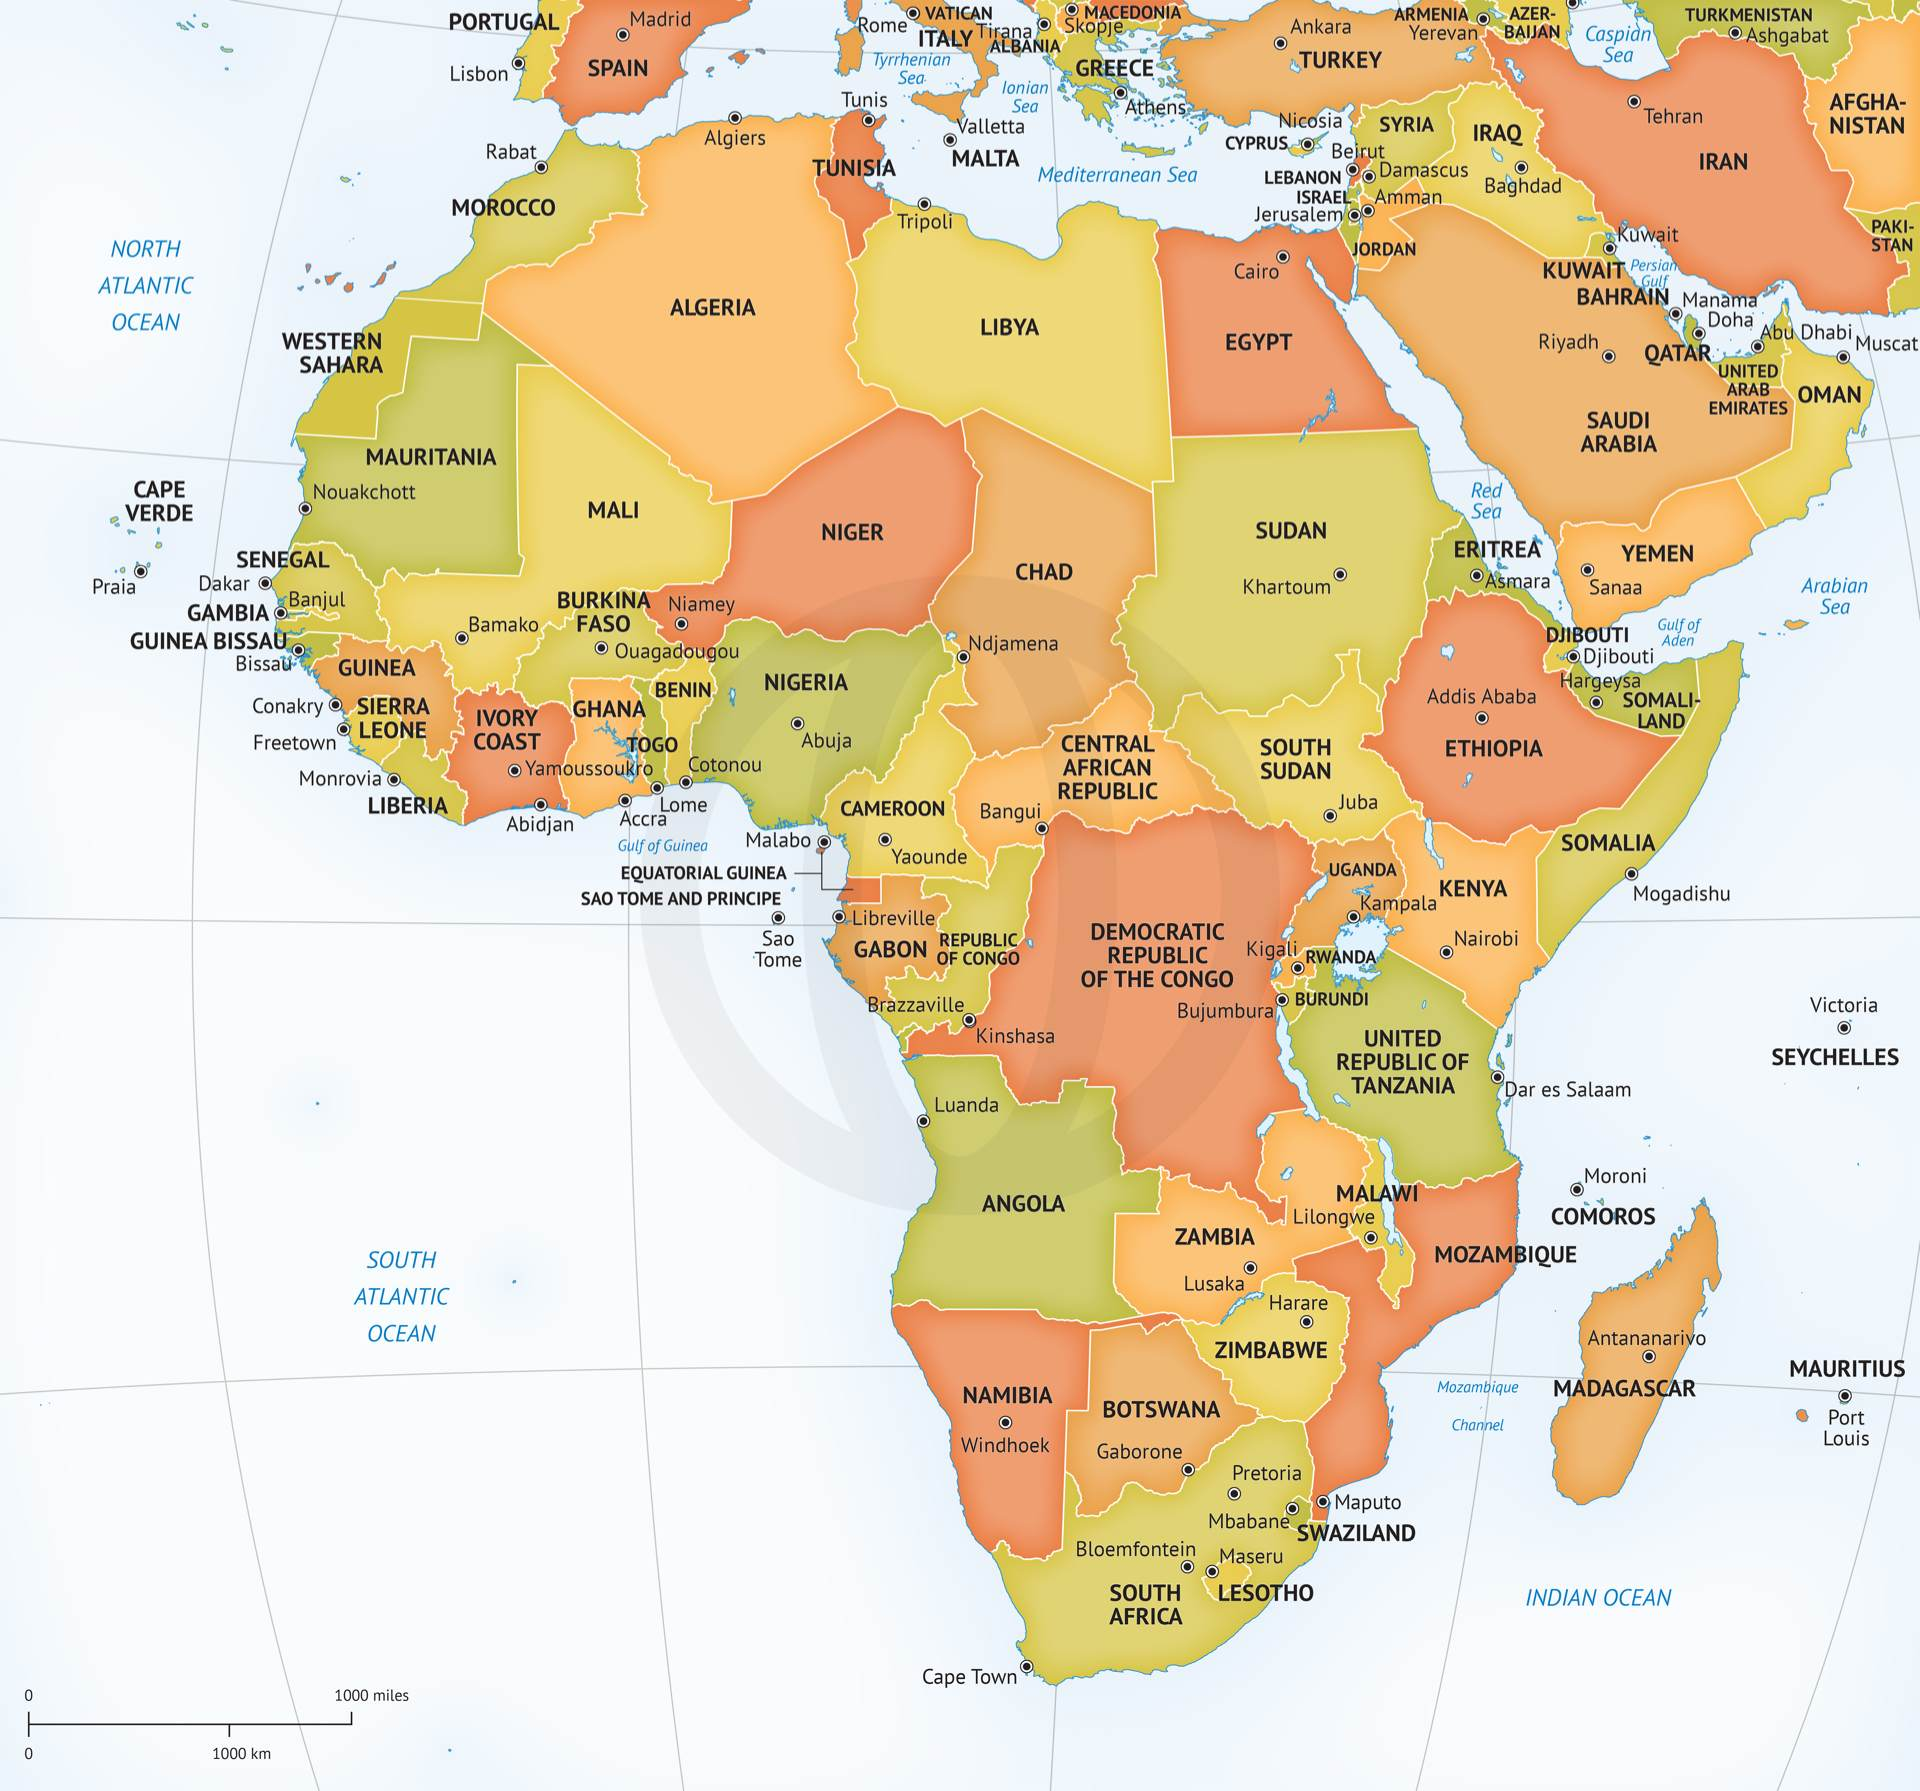 PORTUGAL
Madrid
SPAIN
Lisbon
Rome
VATICAN
ITALY
Tirana
ALBANIA
Skopje
MACEDONIA
GREECE
Athens
Ankara
TURKEY
ARMENIA
Yerevan
AZER-
BAIJAN
Caspian
Sea
TURKMENISTAN
Ashgabat
Tyrrhenian
Sea
Ionian
Sea
Tunis
Algiers
Valletta
MALTA
Mediterranean Sea
Nicosia
CYPRUS
SYRIA
IRAQ
Baghdad
Tehran
IRAN
AFGHA-
NISTAN
PAKI-
STAN
Beirut
LEBANON
Damascus
ISRAEL
Amman
Jerusalem
JORDAN
Kuwait
KUWAIT
Persian
Gulf
BAHRAIN
Manama
Doha
QATAR
Abu Dhabi
Muscat
UNITED
ARAB
EMIRATES
OMAN
Riyadh
SAUDI
ARABIA
Rabat
MOROCCO
TUNISIA
Tripoli
NORTH
ATLANTIC
OCEAN
ALGERIA
LIBYA
Cairo
EGYPT
WESTERN
SAHARA
MAURITANIA
Nouakchott
CAPE
VERDE
Praia
MALI
NIGER
CHAD
SUDAN
Khartoum
Red
Sea
ERITREA
Asmara
YEMEN
Sanaa
Arabian
Sea
Gulf of
Aden
DJIBOUTI
Djibouti
Hargeysa
SOMALI-
LAND
SENEGAL
Dakar
Banjul
GAMBIA
GUINEA BISSAU
Bissau
GUINEA
Conakry
SIERRA
LEONE
Freetown
Monrovia
LIBERIA
Bamako
BURKINA
FASO
Ouagadougou
Niamey
IVORY
COAST
Yamoussoukro
Abidjan
GHANA
Accra
TOGO
Lome
BENIN
Cotonou
NIGERIA
Abuja
Ndjamena
Gulf of Guinea
CENTRAL
AFRICAN
REPUBLIC
Bangui
SOUTH
SUDAN
Juba
Addis Ababa
ETHIOPIA
SOMALIA
Mogadishu
CAMEROON
Yaounde
Malabo
EQUATORIAL GUINEA
SAO TOME AND PRINCIPE
Sao
Tome
Libreville
GABON
REPUBLIC
OF CONGO
Brazzaville
Kinshasa
DEMOCRATIC
REPUBLIC
OF THE CONGO
UGANDA
Kampala
KENYA
Nairobi
Kigali
RWANDA
BURUNDI
Bujumbura
UNITED
REPUBLIC OF
TANZANIA
Dar es Salaam
Victoria
SEYCHELLES
Luanda
ANGOLA
ZAMBIA
Lusaka
MALAWI
Lilongwe
MOZAMBIQUE
Moroni
COMOROS
SOUTH
ATLANTIC
OCEAN
Harare
ZIMBABWE
NAMIBIA
Windhoek
BOTSWANA
Gaborone
Mozambique
Channel
Antananarivo
MADAGASCAR
MAURITIUS
Port
Louis
Pretoria
Mbabane
Maputo
SWAZILAND
Bloemfontein
Maseru
LESOTHO
SOUTH
AFRICA
Cape Town
INDIAN OCEAN
0
1000 miles
0
1000 km